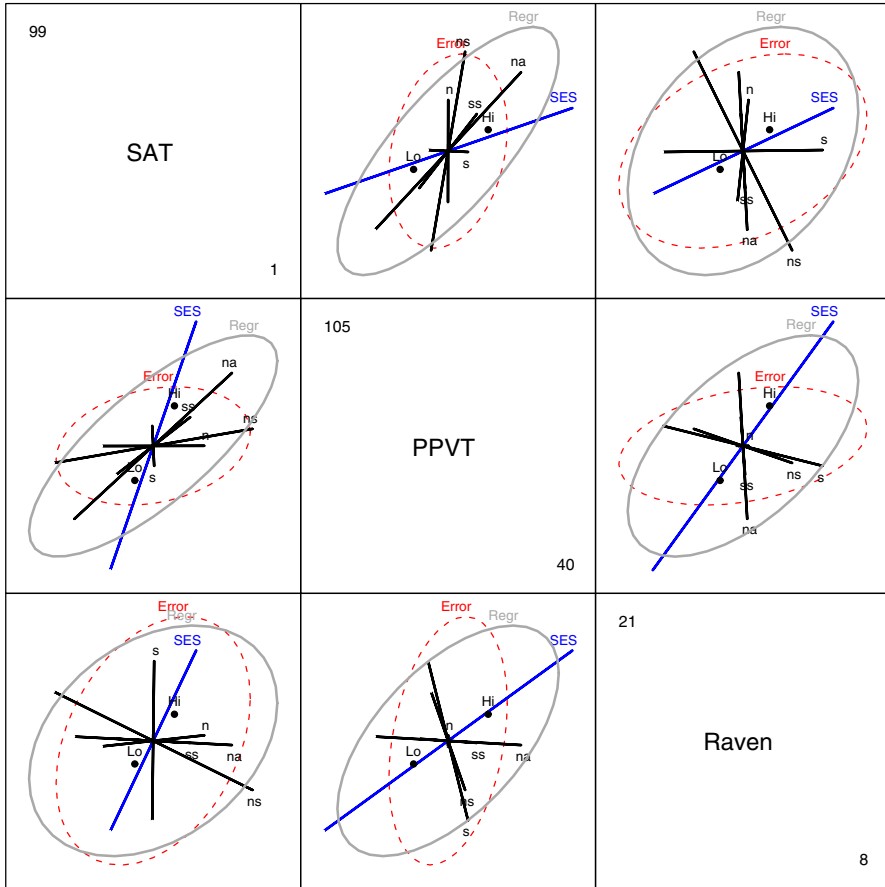 99
SAT
1
ns
Regr
Error
na
n
ss
SES
Hi
Lo
s
Regr
Error
n
SES
Hi
s
Lo
ss
na
ns
SES
Regr
na
Error
Hi
ss
ns
n
Lo
s
105
PPVT
40
SES
Regr
Error
Hi
n
Lo
ns
s
ss
na
Error
Regr
SES
s
Hi
n
Lo
ss
na
ns
Error
Regr
SES
Hi
n
Lo
ss
na
ns
s
21
Raven
8